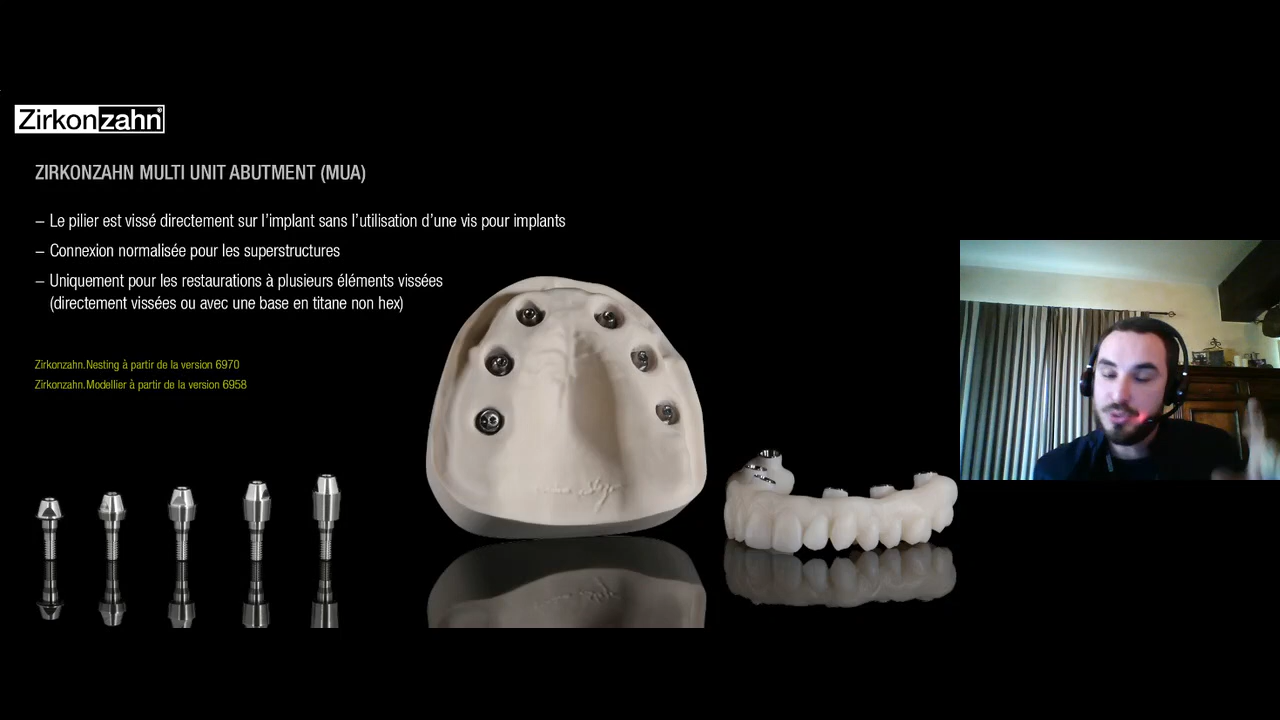 Zirkonzahn®
ZIRKONZAHN MULTI UNIT ABUTMENT (MUA)
– Le pilier est vissé directement sur l'implant sans l'utilisation d'une vis pour implants
– Connexion normalisée pour les superstructures
– Uniquement pour les restaurations à plusieurs éléments vissées
(directement vissées ou avec une base en titane non hex)
Zirkonzahn.Nesting à partir de la version 6970
Zirkonzahn.Modellier à partir de la version 6958